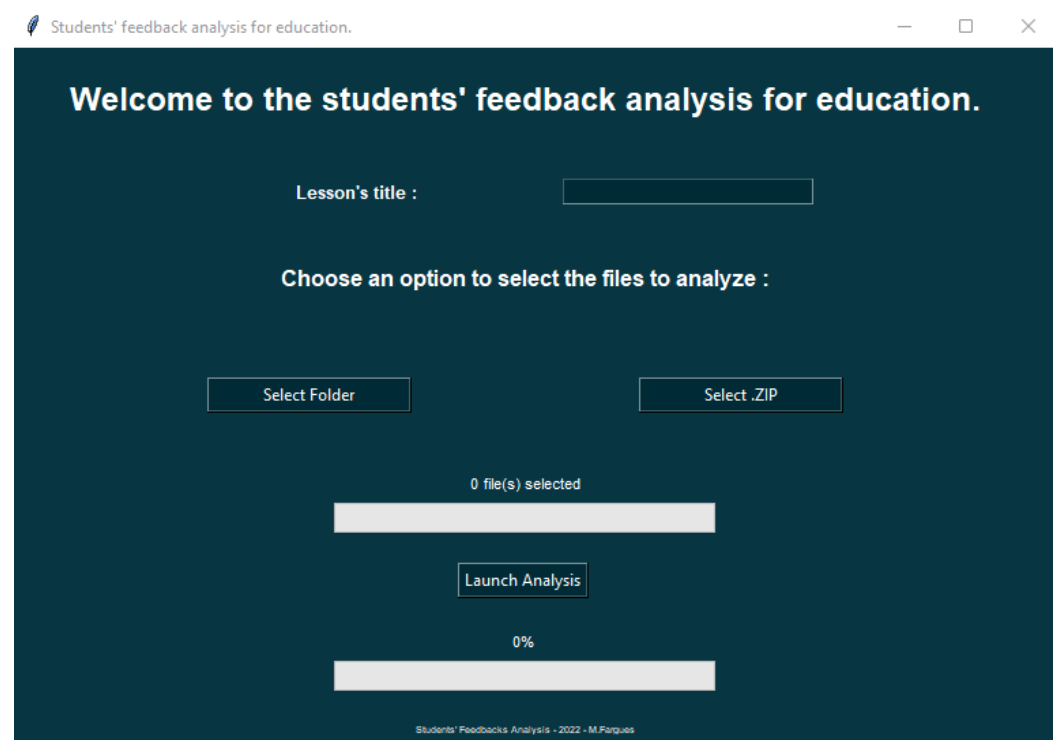 Students' feedback analysis for education.
Welcome to the students' feedback analysis for education.
Lesson's title :
Choose an option to select the files to analyze :
Select Folder
Select .ZIP
0 file(s) selected
Launch Analysis
0%
Students' Feedbacks Analysis - 2022 - M.Fargues